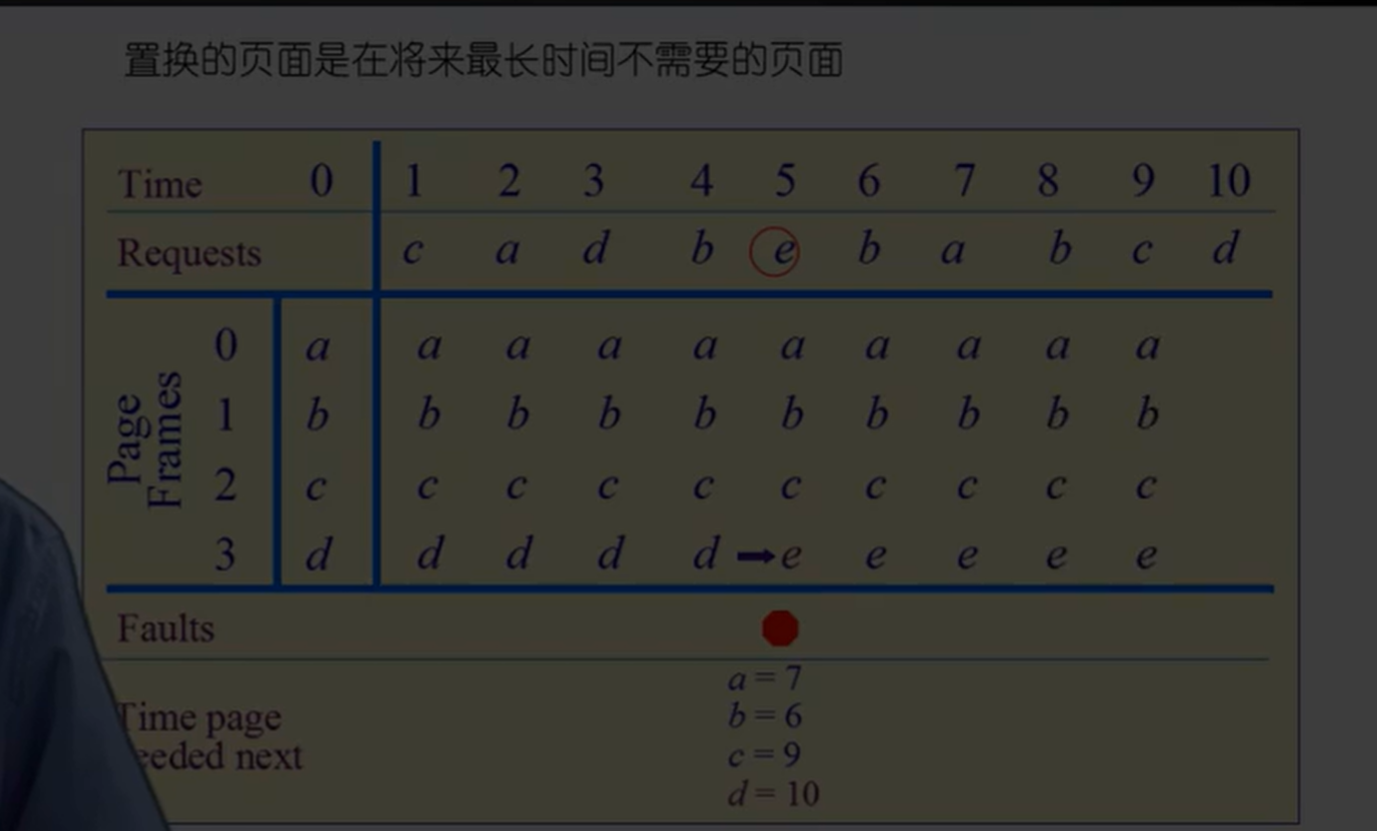 置换的页面是在将来最长时间不需要的页面
Time 0 1 2 3 4 5 6 7 8 9 10
Requests c a d b e b a b c d
Page Frames
0 a a a a a a a a a a
1 b b b b b b b b b b
2 c c c c c c c c c c
3 d d d d d e e e e e
Faults
a = 7
b = 6
Time page
c = 9
eeded next
d = 10